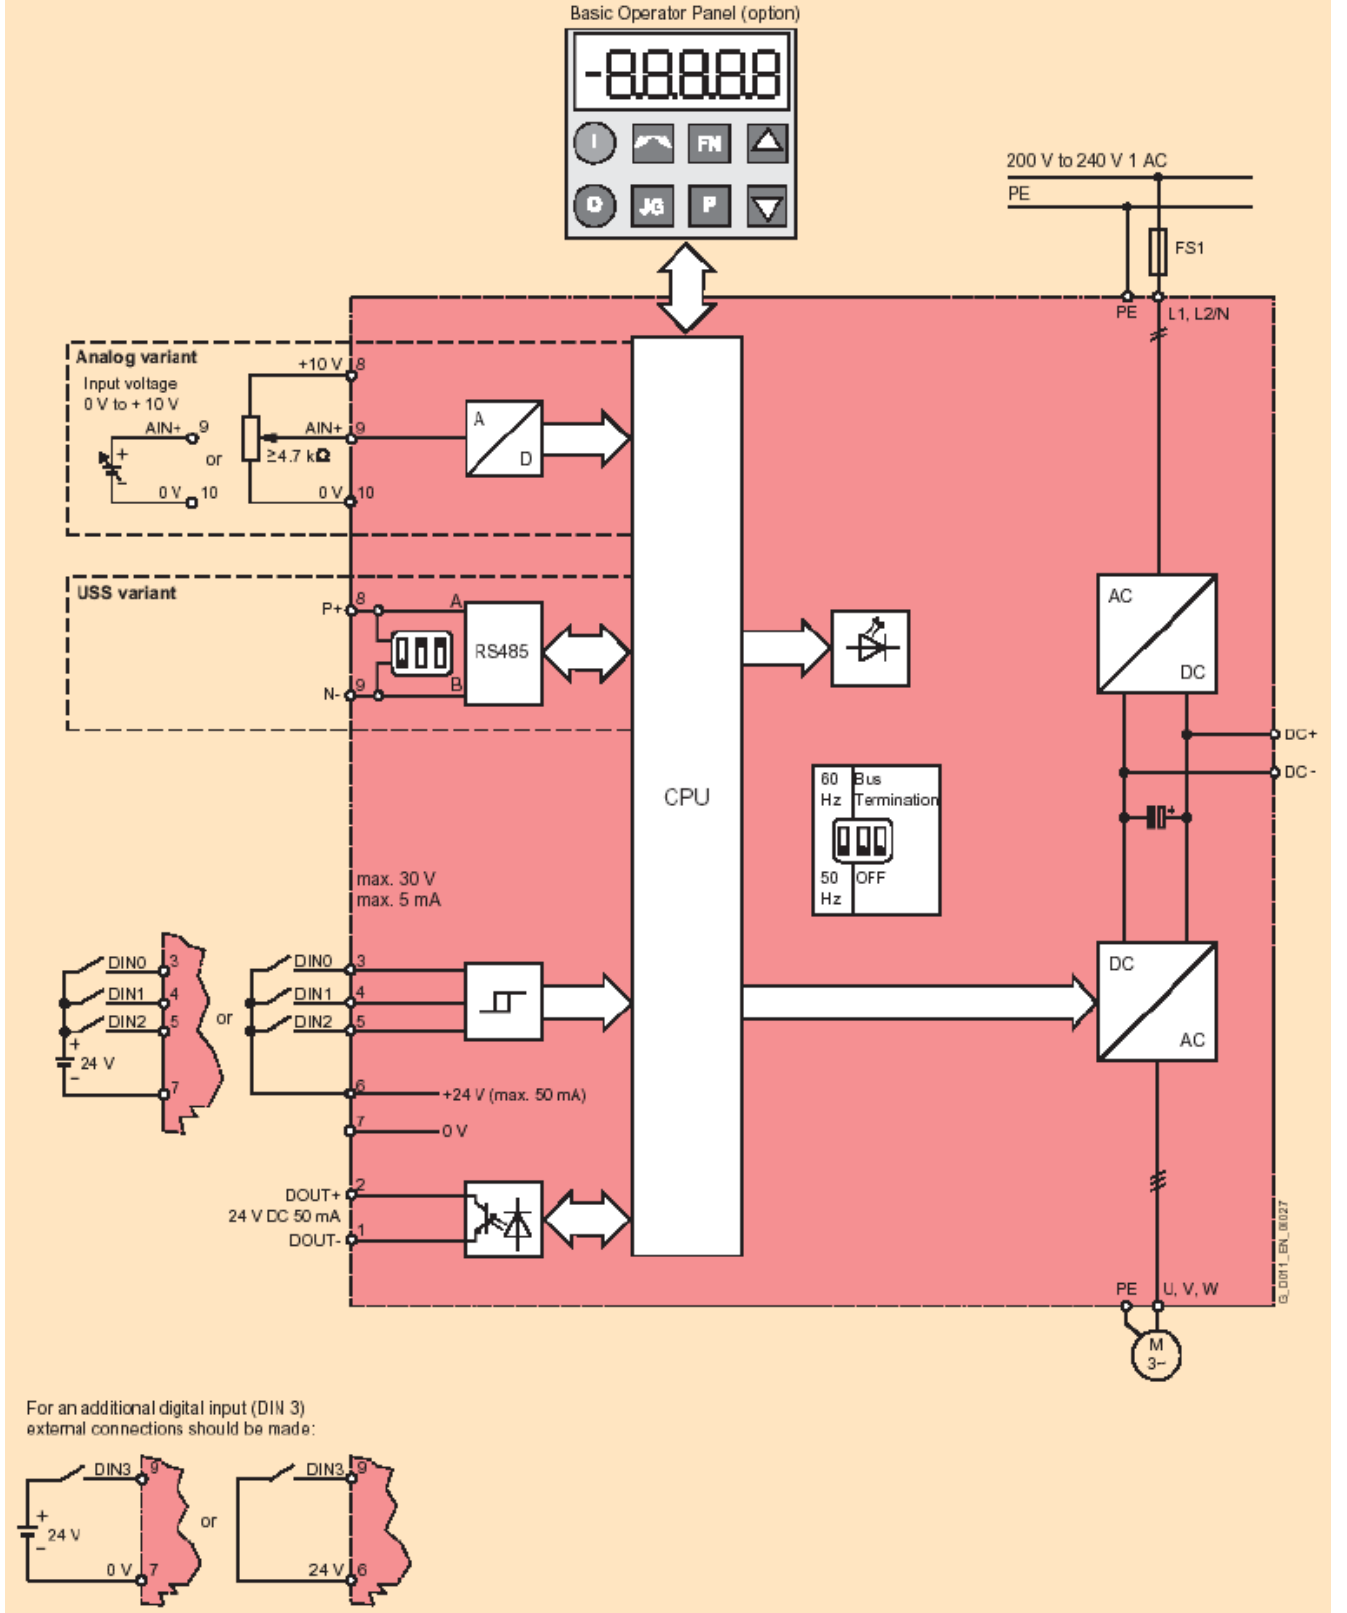 Basic Operator Panel (option)
-8.8.8.8.8
I
FN
0
JG
P
200 V to 240 V 1 AC
PE
FS1
PE
L1, L2/N
Analog variant
Input voltage
0 V to + 10 V
AIN+ 9
+
-
or
0 V 10
+10 V 8
AIN+ 9
≥4.7 kΩ
0 V 10
A
D
USS variant
P+ 8
A
RS485
N- 9
B
CPU
AC
DC
DC+
DC -
+
60 Hz
Bus Termination
50 Hz
OFF
max. 30 V
max. 5 mA
DIN0 3
DIN1 4
DIN2 5
+
24 V
-
7
or
DIN0 3
DIN1 4
DIN2 5
6
+24 V (max. 50 mA)
7
0 V
DC
AC
DOUT+ 2
24 V DC 50 mA
DOUT- 1
G_D011_EN_00027
PE
U, V, W
M
3~
For an additional digital input (DIN 3)
external connections should be made:
DIN3 9
+
24 V
-
0 V 7
or
DIN3 9
24 V 6